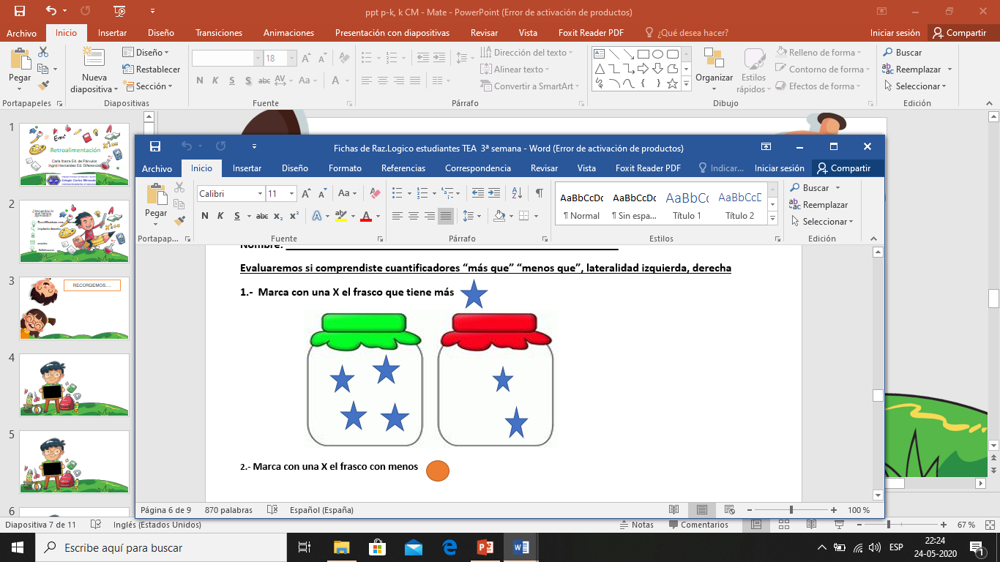 ppt p-k, k CM - Mate - PowerPoint (Error de activación de productos)
Archivo Inicio Insertar Diseño Transiciones Animaciones Presentación con diapositivas Revisar Vista Foxit Reader PDF ¿Qué desea hacer? Iniciar sesión Compartir
Pegar
Nueva diapositiva
Diseño
Restablecer
Sección
18
N K S S abc AV Aa A
Dirección del texto
Alinear texto
Convertir a SmartArt
Organizar
Estilos rápidos
Relleno de forma
Contorno de forma
Efectos de forma
Buscar
Reemplazar
Seleccionar
Portapapeles Diapositivas Fuente Párrafo Dibujo Edición
1
Retroalimentación
Carla Ibarra Ed. de Párvulos
Ingrid Hernandez Ed. Diferencial
2
3
RECORDEMOS....
4
5
6
Fichas de Raz.Logico estudiantes TEA 3ª semana - Word (Error de activación de productos)
Archivo Inicio Insertar Diseño Formato Referencias Correspondencia Revisar Vista Foxit Reader PDF Indicar... Iniciar sesión Compartir
Pegar
Calibri 11
N K S abc x₂ x²
AaBbCcDc AaBbCcDc AaBbCc AaBbCcD
¶ Normal ¶ Sin espa... Título 1 Título 2
Buscar
Reemplazar
Seleccionar
Portapap... Fuente Párrafo Estilos Edición
Nombre:
Evaluaremos si comprendiste cuantificadores “más que” “menos que”, lateralidad izquierda, derecha
1.- Marca con una X el frasco que tiene más
2.- Marca con una X el frasco con menos
Página 6 de 9 870 palabras Español (España) 100 %
Diapositiva 7 de 11 Inglés (Estados Unidos) Notas Comentarios 67 %
Escribe aquí para buscar
ESP
22:24
24-05-2020
1